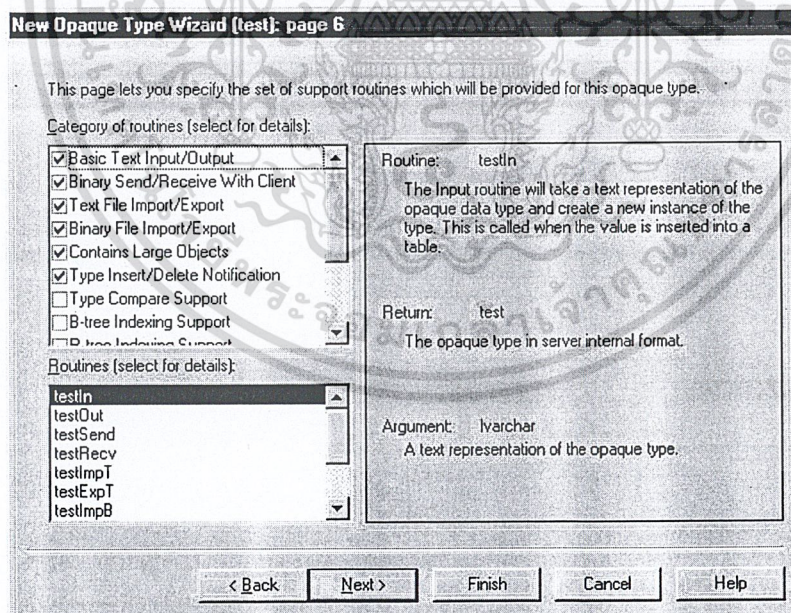 New Opaque Type Wizard (test): page 6
This page lets you specify the set of support routines which will be provided for this opaque type.
Category of routines (select for details):
Basic Text Input/Output
Binary Send/Receive With Client
Text File Import/Export
Binary File Import/Export
Contains Large Objects
Type Insert/Delete Notification
Type Compare Support
B-tree Indexing Support
Routines (select for details):
testIn
testOut
testSend
testRecv
testImpT
testExpT
testImpB
Routine: testIn
The Input routine will take a text representation of the
opaque data type and create a new instance of the
type. This is called when the value is inserted into a
table.
Return: test
The opaque type in server internal format.
Argument: lvarchar
A text representation of the opaque type.
< Back
Next >
Finish
Cancel
Help